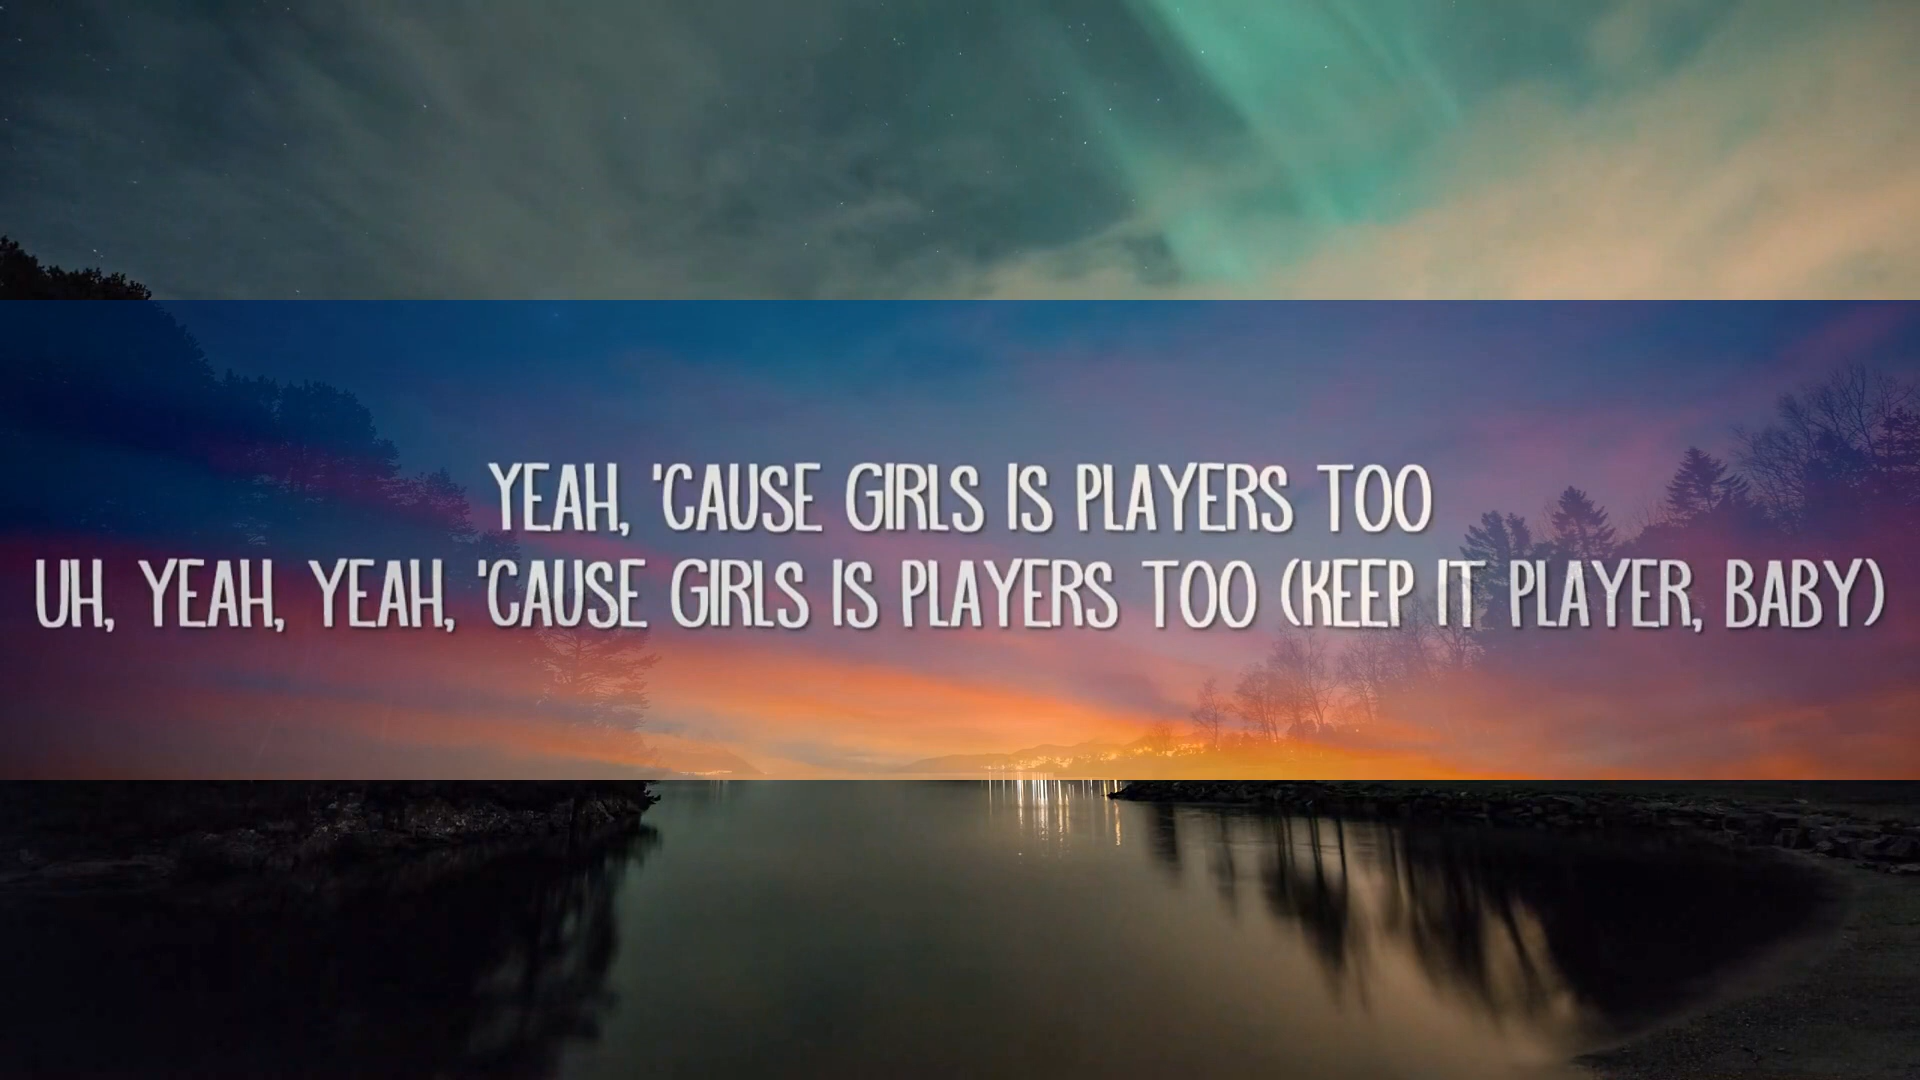 YEAH, 'CAUSE GIRLS IS PLAYERS TOO
UH, YEAH, YEAH, 'CAUSE GIRLS IS PLAYERS TOO (KEEP IT PLAYER, BABY)